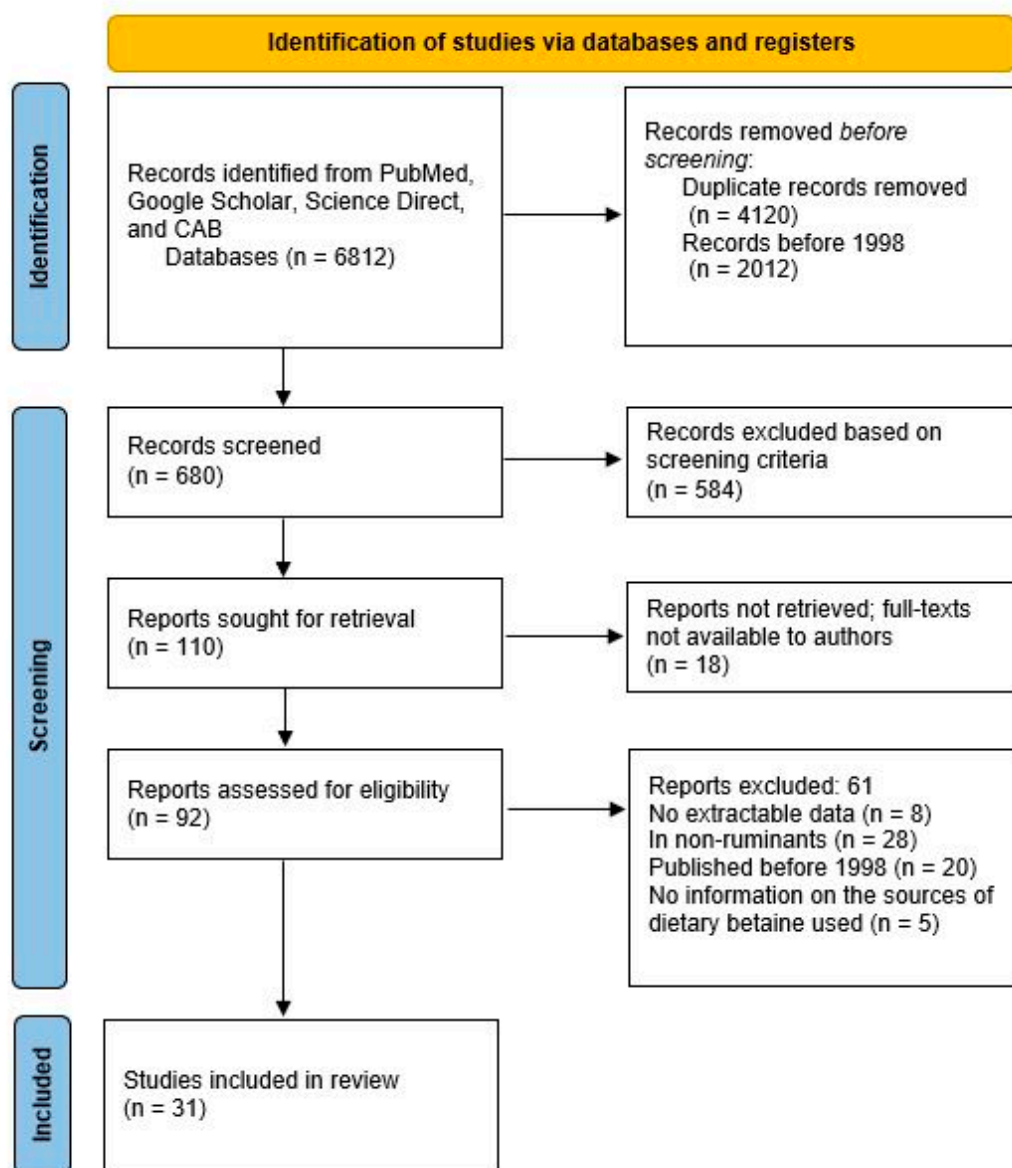 Identification of studies via databases and registers
Identification
Records identified from PubMed,
Google Scholar, Science Direct,
and CAB
Databases (n = 6812)
Records removed before
screening:
Duplicate records removed
(n = 4120)
Records before 1998
(n = 2012)
Screening
Records screened
(n = 680)
Records excluded based on
screening criteria
(n = 584)
Reports sought for retrieval
(n = 110)
Reports not retrieved; full-texts
not available to authors
(n = 18)
Reports assessed for eligibility
(n = 92)
Reports excluded: 61
No extractable data (n = 8)
In non-ruminants (n = 28)
Published before 1998 (n = 20)
No information on the sources of
dietary betaine used (n = 5)
Included
Studies included in review
(n = 31)